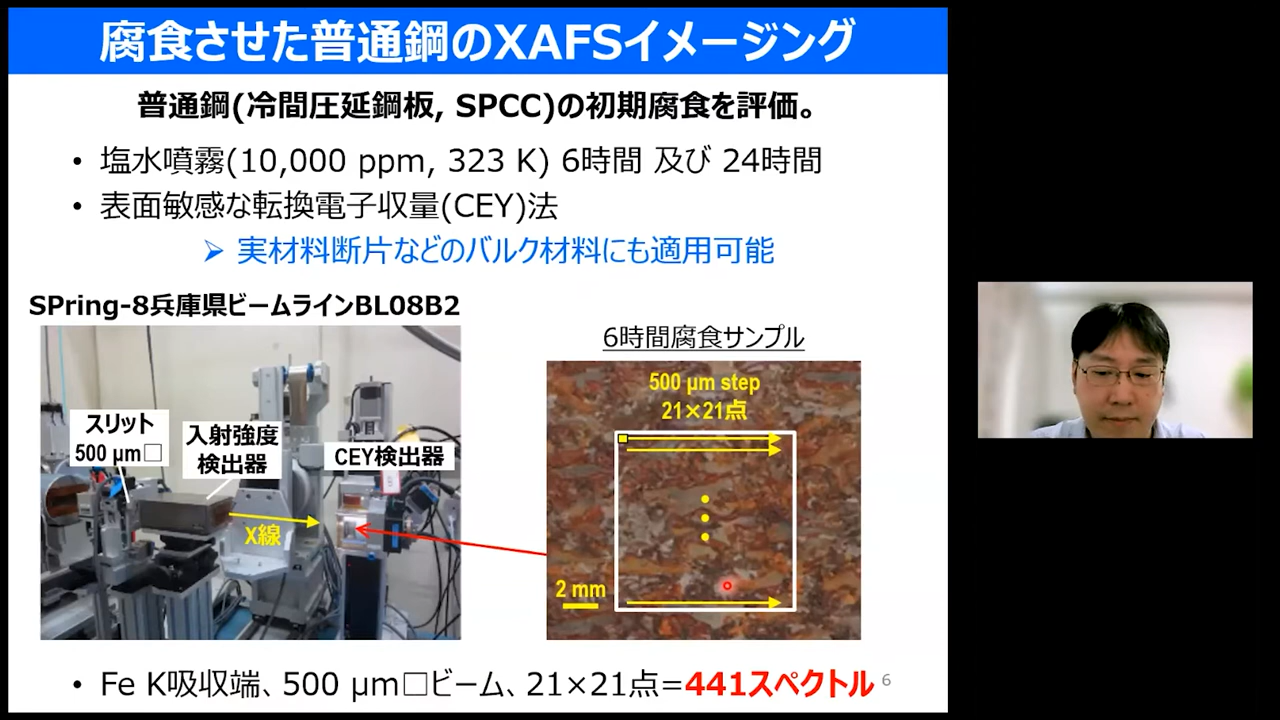 腐食させた普通鋼のXAFSイメージング
普通鋼(冷間圧延鋼板, SPCC)の初期腐食を評価。
• 塩水噴霧(10,000 ppm, 323 K) 6時間 及び 24時間
• 表面敏感な転換電子収量(CEY)法
➢ 実材料断片などのバルク材料にも適用可能
SPring-8兵庫県ビームラインBL08B2
スリット
500 μm□
入射強度
検出器
CEY検出器
X線
6時間腐食サンプル
500 μm step
21×21点
2 mm
• Fe K吸収端、500 μm□ビーム、21×21点=441スペクトル
6